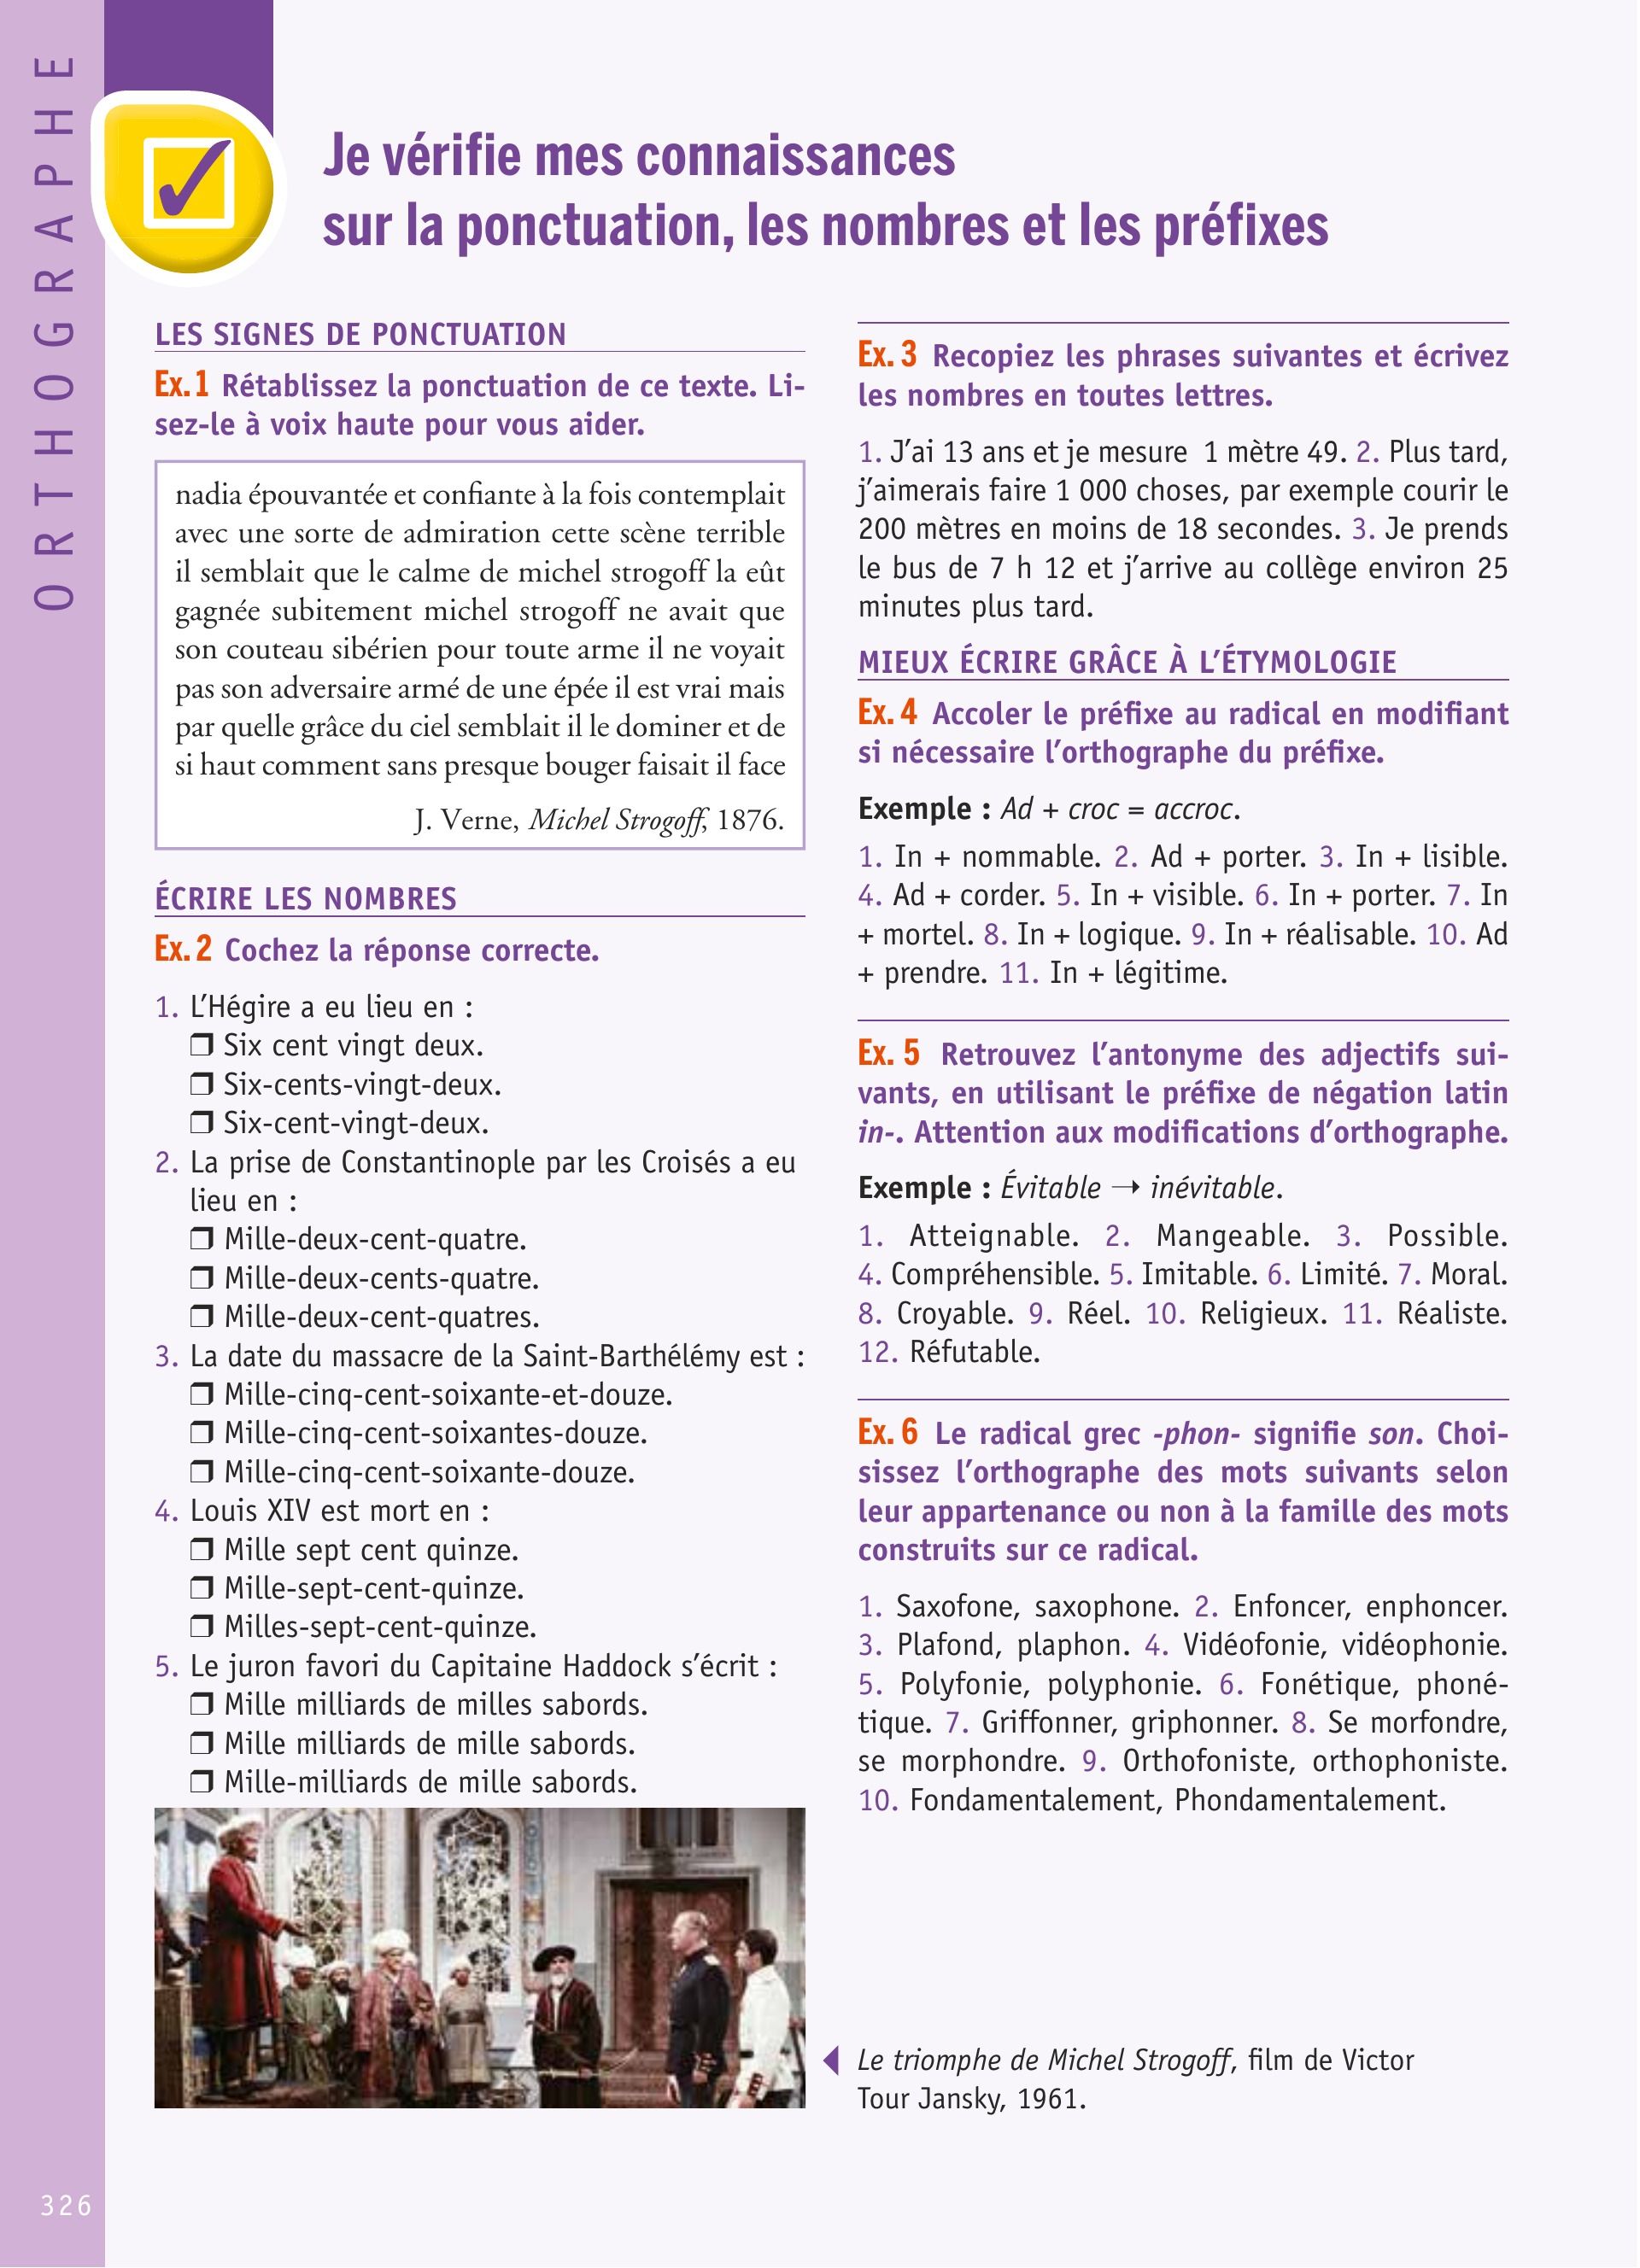 ORTHOGRAPHE
Je vérifie mes connaissances
sur la ponctuation, les nombres et les préfixes
LES SIGNES DE PONCTUATION
Ex. 1 Rétablissez la ponctuation de ce texte. Li-
sez-le à voix haute pour vous aider.
nadia épouvantée et confiante à la fois contemplait
avec une sorte de admiration cette scène terrible
il semblait que le calme de michel strogoff la eût
gagnée subitement michel strogoff ne avait que
son couteau sibérien pour toute arme il ne voyait
pas son adversaire armé de une épée il est vrai mais
par quelle grâce du ciel semblait il le dominer et de
si haut comment sans presque bouger faisait il face
J. Verne, Michel Strogoff, 1876.
ÉCRIRE LES NOMBRES
Ex. 2 Cochez la réponse correcte.
1. L'Hégire a eu lieu en :
❒ Six cent vingt deux.
❒ Six-cents-vingt-deux.
❒ Six-cent-vingt-deux.
2. La prise de Constantinople par les Croisés a eu
lieu en :
❒ Mille-deux-cent-quatre.
❒ Mille-deux-cents-quatre.
❒ Mille-deux-cent-quatres.
3. La date du massacre de la Saint-Barthélémy est :
❒ Mille-cinq-cent-soixante-et-douze.
❒ Mille-cinq-cent-soixantes-douze.
❒ Mille-cinq-cent-soixante-douze.
4. Louis XIV est mort en :
❒ Mille sept cent quinze.
❒ Mille-sept-cent-quinze.
❒ Milles-sept-cent-quinze.
5. Le juron favori du Capitaine Haddock s'écrit :
❒ Mille milliards de milles sabords.
❒ Mille milliards de mille sabords.
❒ Mille-milliards de mille sabords.
Ex. 3 Recopiez les phrases suivantes et écrivez
les nombres en toutes lettres.
1. J'ai 13 ans et je mesure 1 mètre 49. 2. Plus tard,
j'aimerais faire 1 000 choses, par exemple courir le
200 mètres en moins de 18 secondes. 3. Je prends
le bus de 7 h 12 et j'arrive au collège environ 25
minutes plus tard.
MIEUX ÉCRIRE GRÂCE À L'ÉTYMOLOGIE
Ex. 4 Accoler le préfixe au radical en modifiant
si nécessaire l'orthographe du préfixe.
Exemple : Ad + croc = accroc.
1. In + nommable. 2. Ad + porter. 3. In + lisible.
4. Ad + corder. 5. In + visible. 6. In + porter. 7. In
+ mortel. 8. In + logique. 9. In + réalisable. 10. Ad
+ prendre. 11. In + légitime.
Ex. 5 Retrouvez l'antonyme des adjectifs sui-
vants, en utilisant le préfixe de négation latin
in-. Attention aux modifications d'orthographe.
Exemple : Évitable → inévitable.
1. Atteignable. 2. Mangeable. 3. Possible.
4. Compréhensible. 5. Imitable. 6. Limité. 7. Moral.
8. Croyable. 9. Réel. 10. Religieux. 11. Réaliste.
12. Réfutable.
Ex. 6 Le radical grec -phon- signifie son. Choi-
sissez l'orthographe des mots suivants selon
leur appartenance ou non à la famille des mots
construits sur ce radical.
1. Saxofone, saxophone. 2. Enfoncer, enphoncer.
3. Plafond, plaphon. 4. Vidéofonie, vidéophonie.
5. Polyfonie, polyphonie. 6. Fonétique, phoné-
tique. 7. Griffonner, griphonner. 8. Se morfondre,
se morphondre. 9. Orthofoniste, orthophoniste.
10. Fondamentalement, Phondamentalement.
Le triomphe de Michel Strogoff, film de Victor
Tour Jansky, 1961.
326